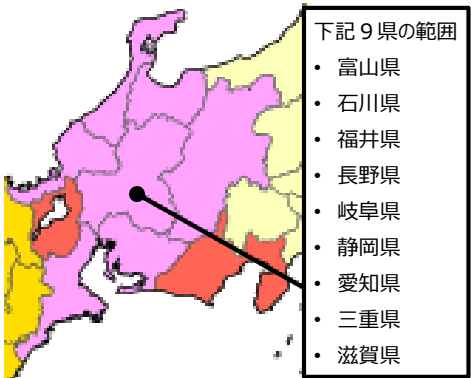 下記９県の範囲
• 富山県
• 石川県
• 福井県
• 長野県
• 岐阜県
• 静岡県
• 愛知県
• 三重県
• 滋賀県